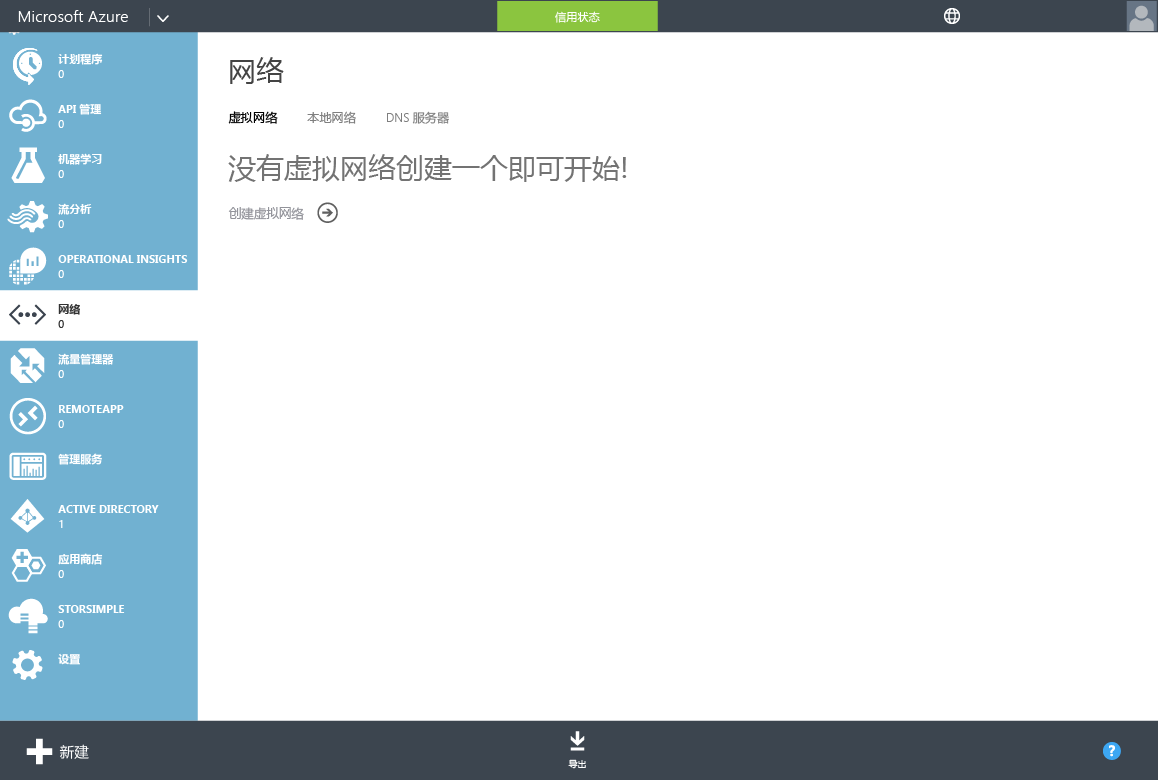 Microsoft Azure
信用状态
计划程序
0
API 管理
0
机器学习
0
流分析
0
OPERATIONAL INSIGHTS
0
网络
0
流量管理器
0
REMOTEAPP
0
管理服务
ACTIVE DIRECTORY
1
应用商店
0
STORSIMPLE
0
设置
网络
虚拟网络 本地网络 DNS 服务器
没有虚拟网络创建一个即可开始!
创建虚拟网络
新建
导出
?